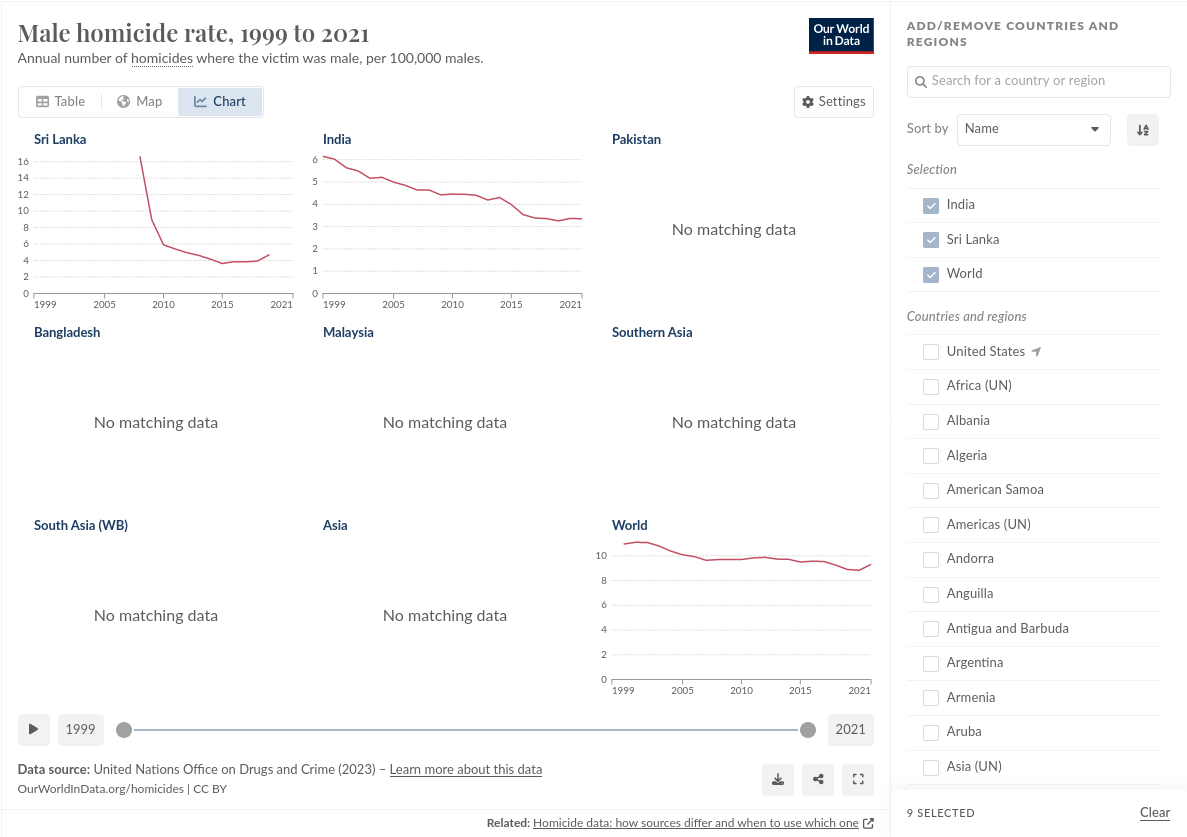 Male homicide rate, 1999 to 2021
Annual number of homicides where the victim was male, per 100,000 males.
Our World
in Data
Table
Map
Chart
Settings
Sri Lanka
16
14
12
10
8
6
4
2
0
1999
2005
2010
2015
2021
India
6
5
4
3
2
1
0
1999
2005
2010
2015
2021
Pakistan
No matching data
Bangladesh
No matching data
Malaysia
No matching data
Southern Asia
No matching data
South Asia (WB)
No matching data
Asia
No matching data
World
10
8
6
4
2
0
1999
2005
2010
2015
2021
1999
2021
Data source: United Nations Office on Drugs and Crime (2023) – Learn more about this data
OurWorldInData.org/homicides | CC BY
Related: Homicide data: how sources differ and when to use which one
ADD/REMOVE COUNTRIES AND
REGIONS
Search for a country or region
Sort by
Name
Selection
India
Sri Lanka
World
Countries and regions
United States
Africa (UN)
Albania
Algeria
American Samoa
Americas (UN)
Andorra
Anguilla
Antigua and Barbuda
Argentina
Armenia
Aruba
Asia (UN)
9 SELECTED
Clear